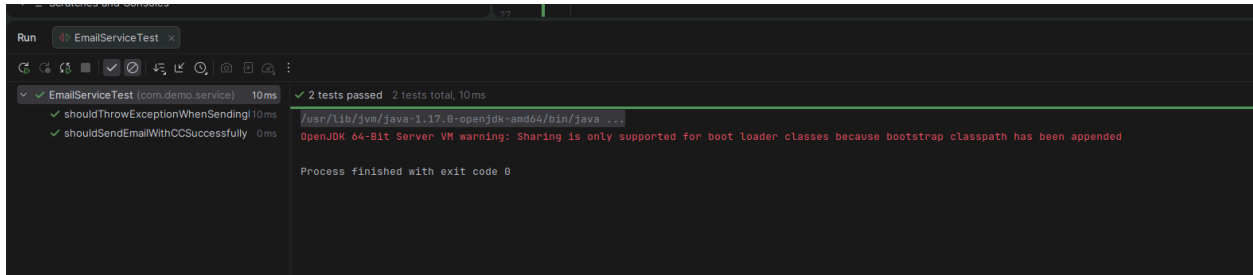 Scratches and Consoles
27
Run EmailServiceTest ×
EmailServiceTest (com.demo.service) 10 ms
✓ 2 tests passed 2 tests total, 10 ms
shouldThrowExceptionWhenSending 10 ms
shouldSendEmailWithCCSuccessfully 0 ms
/usr/lib/jvm/java-1.17.0-openjdk-amd64/bin/java ...
OpenJDK 64-Bit Server VM warning: Sharing is only supported for boot loader classes because bootstrap classpath has been appended
Process finished with exit code 0